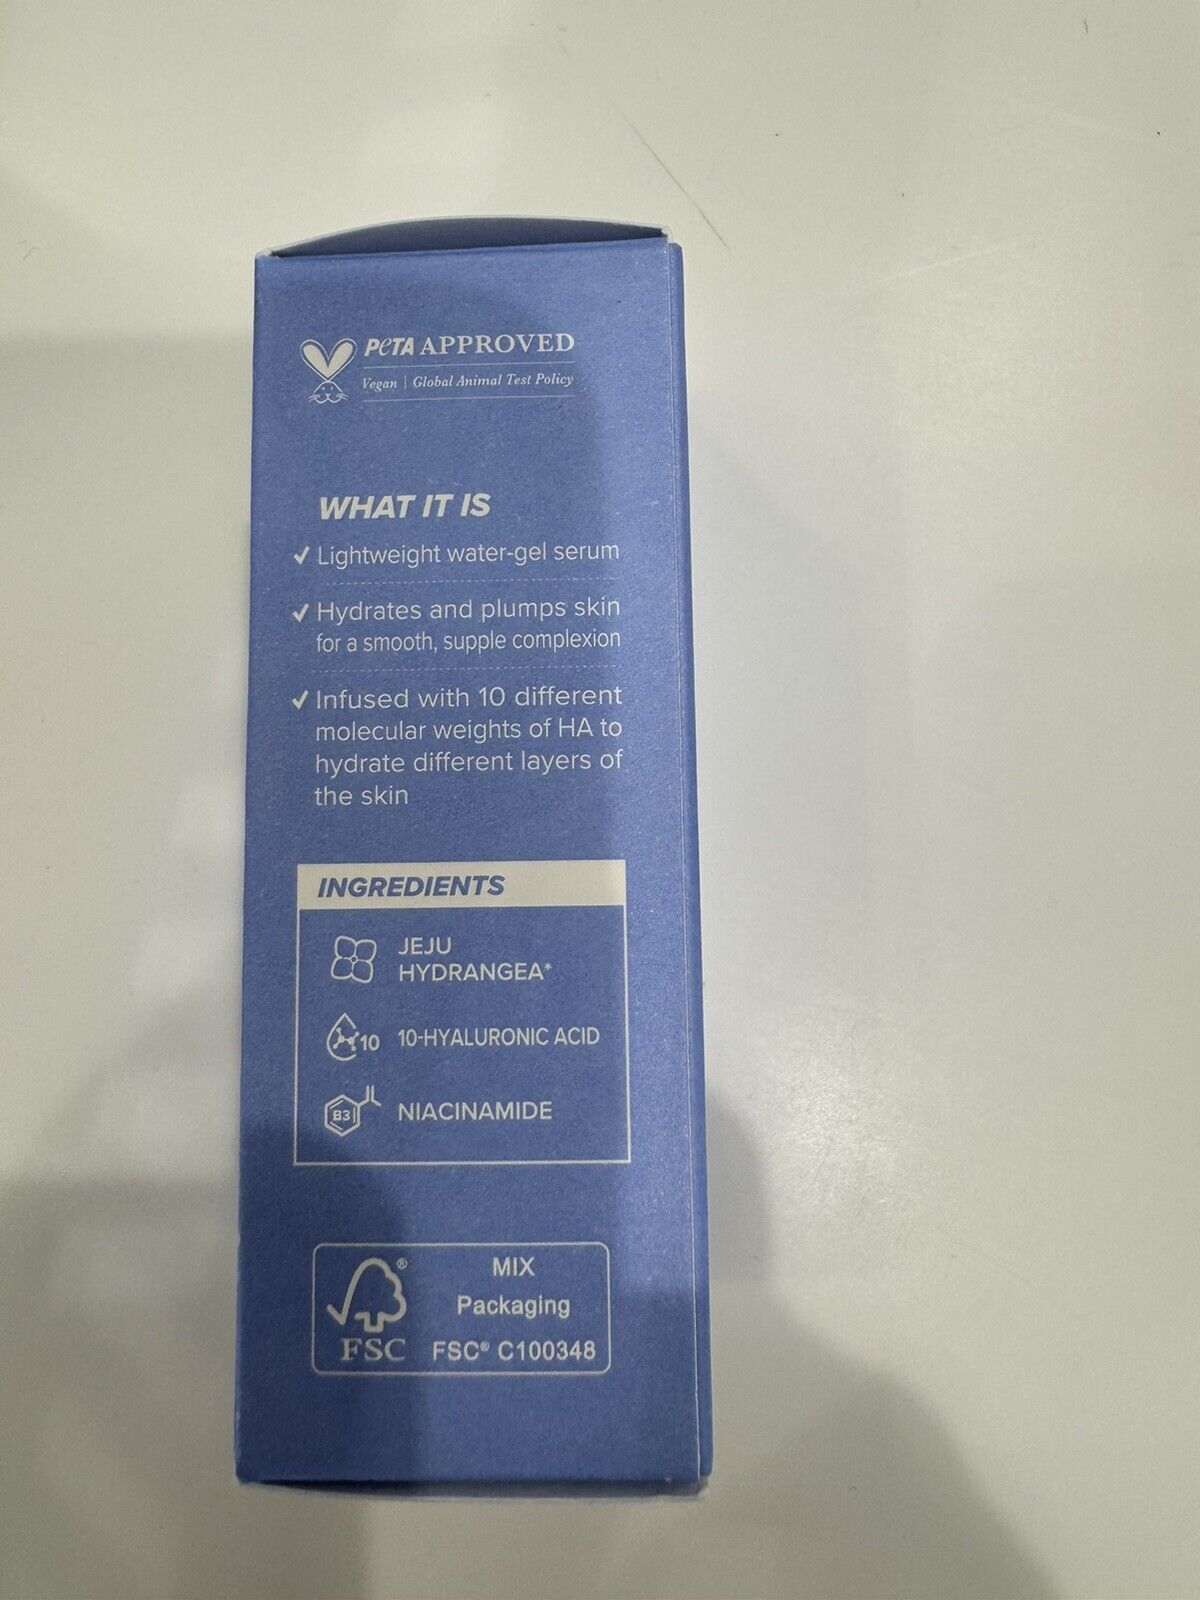 PeTA APPROVED
Vegan | Global Animal Test Policy
WHAT IT IS
✓ Lightweight water-gel serum
✓ Hydrates and plumps skin
for a smooth, supple complexion
✓ Infused with 10 different
molecular weights of HA to
hydrate different layers of
the skin
INGREDIENTS
JEJU
HYDRANGEA*
10
10-HYALURONIC ACID
B3
NIACINAMIDE
®
FSC
MIX
Packaging
FSC® C100348